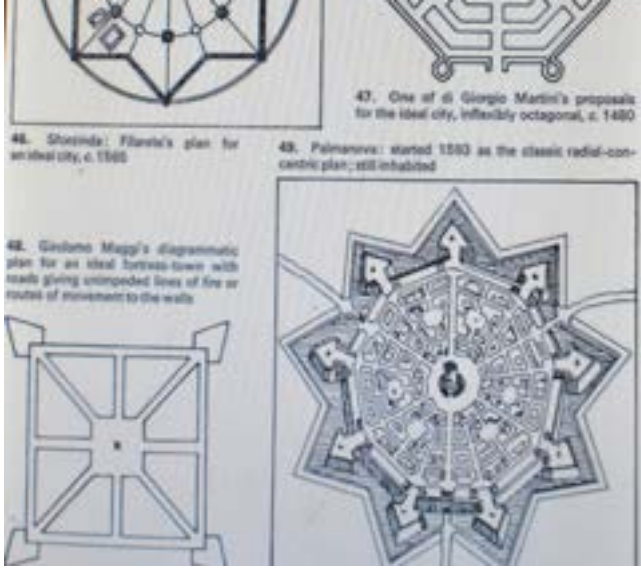 47. One of di Giorgio Martini's proposals
for the ideal city, inflexibly octagonal, c. 1480
46. Sforzinda: Filarete's plan for
an ideal city, c. 1565
49. Palmanova: started 1593 as the classic radial-con-
centric plan; still inhabited
48. Girolamo Maggi's diagrammatic
plan for an ideal fortress-town with
roads giving unimpeded lines of fire or
routes of movement to the walls